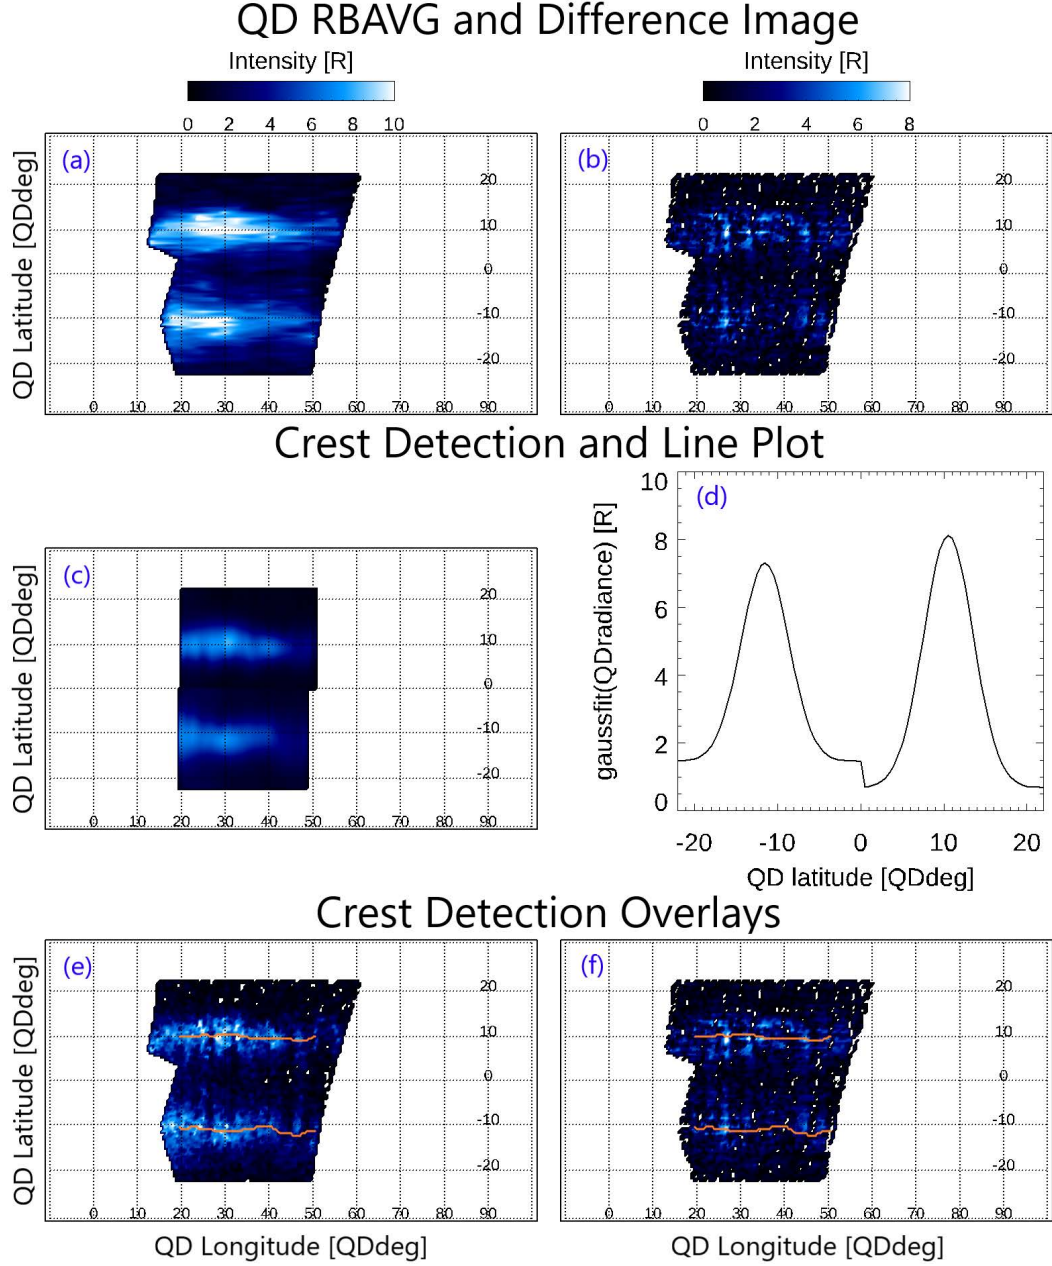 QD RBAVG and Difference Image
Intensity [R]
0 2 4 6 8 10
Intensity [R]
0 2 4 6 8
QD Latitude [QDdeg]
(a)
20
10
0
-10
-20
0 10 20 30 40 50 60 70 80 90
(b)
20
10
0
-10
-20
0 10 20 30 40 50 60 70 80 90
Crest Detection and Line Plot
QD Latitude [QDdeg]
(c)
20
10
0
-10
-20
0 10 20 30 40 50 60 70 80 90
gaussfit(QDradiance) [R]
(d)
10
8
6
4
2
0
-20 -10 0 10 20
QD latitude [QDdeg]
Crest Detection Overlays
QD Latitude [QDdeg]
(e)
20
10
0
-10
-20
0 10 20 30 40 50 60 70 80 90
QD Longitude [QDdeg]
(f)
20
10
0
-10
-20
0 10 20 30 40 50 60 70 80 90
QD Longitude [QDdeg]